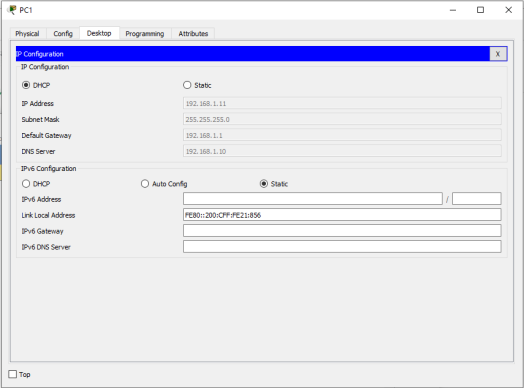 PC1
Physical Config Desktop Programming Attributes
IP Configuration X
IP Configuration
DHCP Static
IP Address 192.168.1.11
Subnet Mask 255.255.255.0
Default Gateway 192.168.1.1
DNS Server 192.168.1.10
IPv6 Configuration
DHCP Auto Config Static
IPv6 Address /
Link Local Address FE80::200:CFF:FE21:856
IPv6 Gateway
IPv6 DNS Server
Top